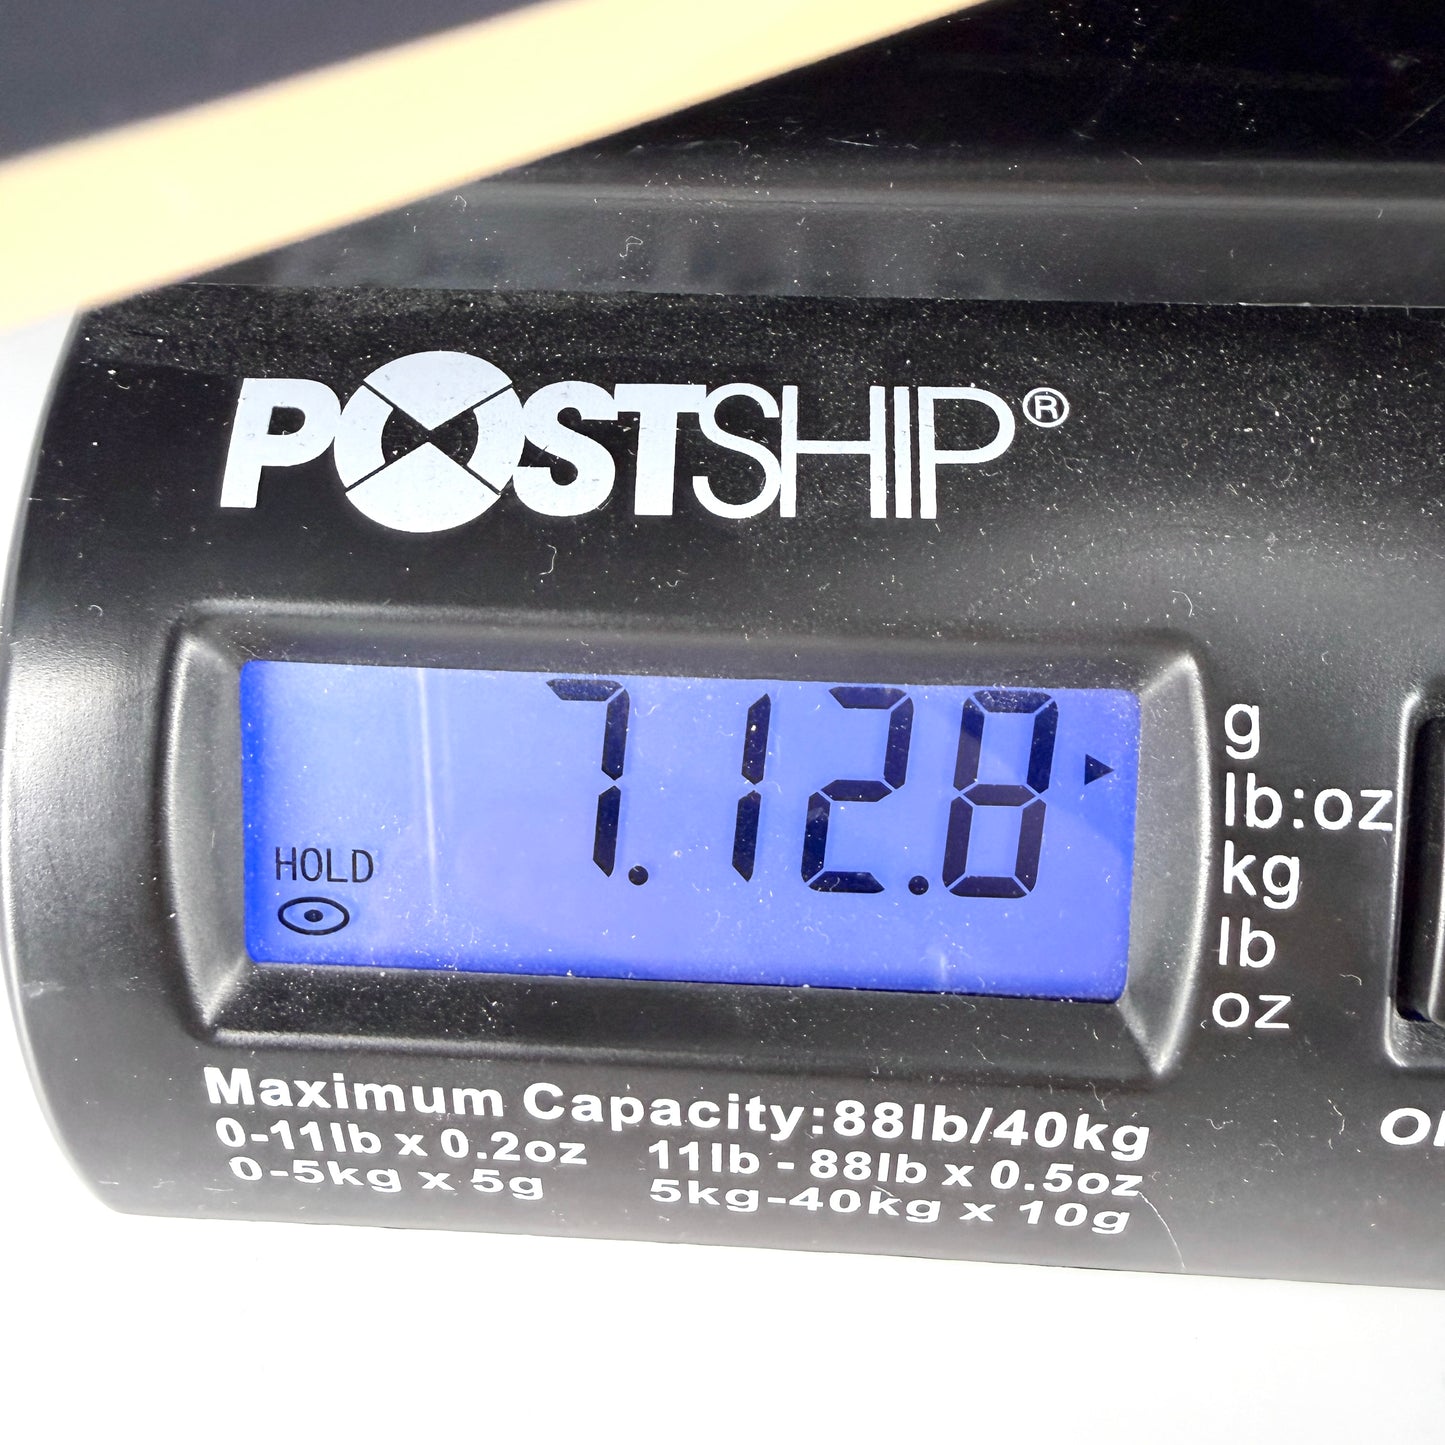 POSTSHIP®
7.12.8
HOLD
g
lb:oz
kg
lb
oz
Maximum Capacity:88lb/40kg
0-11lb x 0.2oz 11lb - 88lb x 0.5oz
0-5kg x 5g 5kg-40kg x 10g